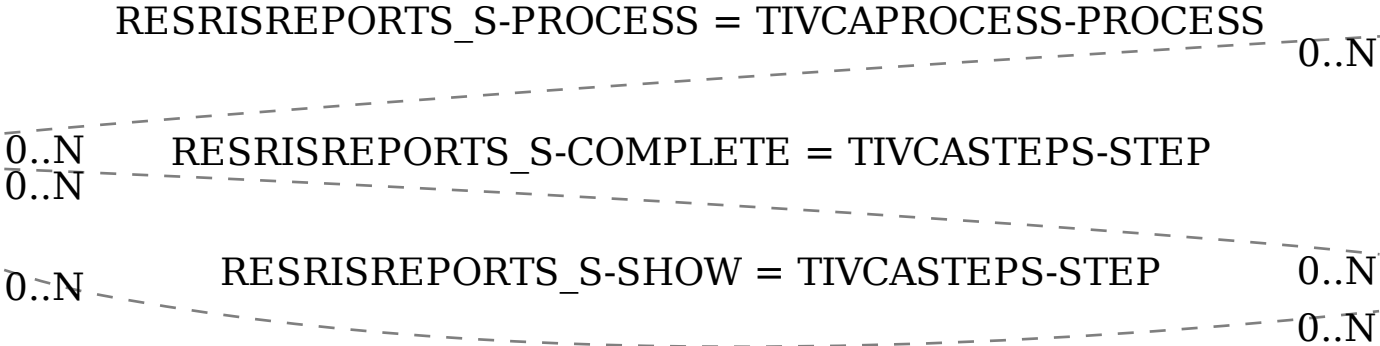 RESRISREPORTS_S-PROCESS = TIVCAPROCESS-PROCESS
0..N
0..N
RESRISREPORTS_S-COMPLETE = TIVCASTEPS-STEP
0..N
RESRISREPORTS_S-SHOW = TIVCASTEPS-STEP
0..N
0..N
0..N